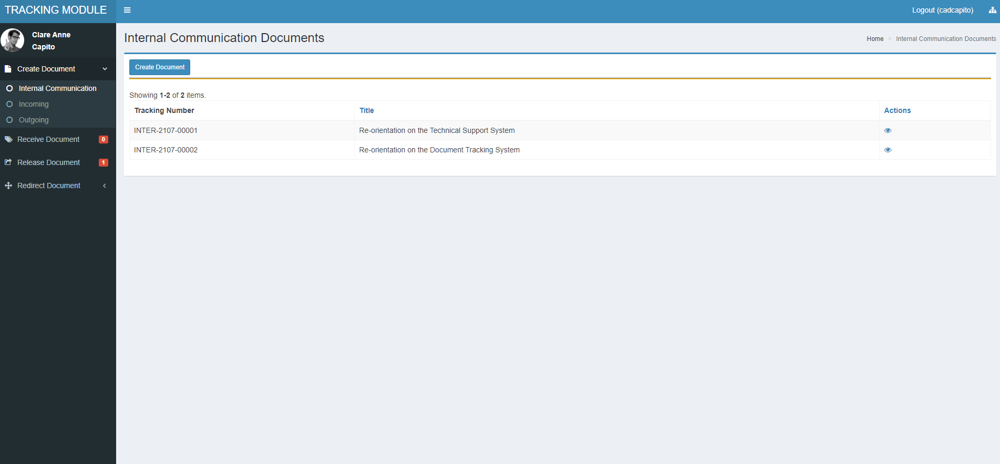 TRACKING MODULE
Logout (cadcapito)
Clare Anne
Capito
Create Document
Internal Communication
Incoming
Outgoing
Receive Document 0
Release Document 1
Redirect Document
Internal Communication Documents
Home > Internal Communication Documents
Create Document
Showing 1-2 of 2 items.
Tracking Number Title Actions
INTER-2107-00001 Re-orientation on the Technical Support System
INTER-2107-00002 Re-orientation on the Document Tracking System